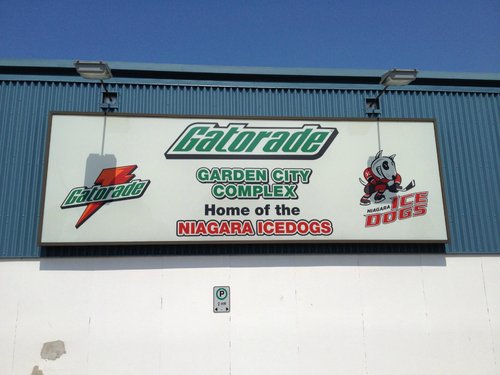 Gatorade
GARDEN CITY
COMPLEX
Home of the
NIAGARA ICEDOGS
Gatorade
NIAGARA ICE
DOGS
P